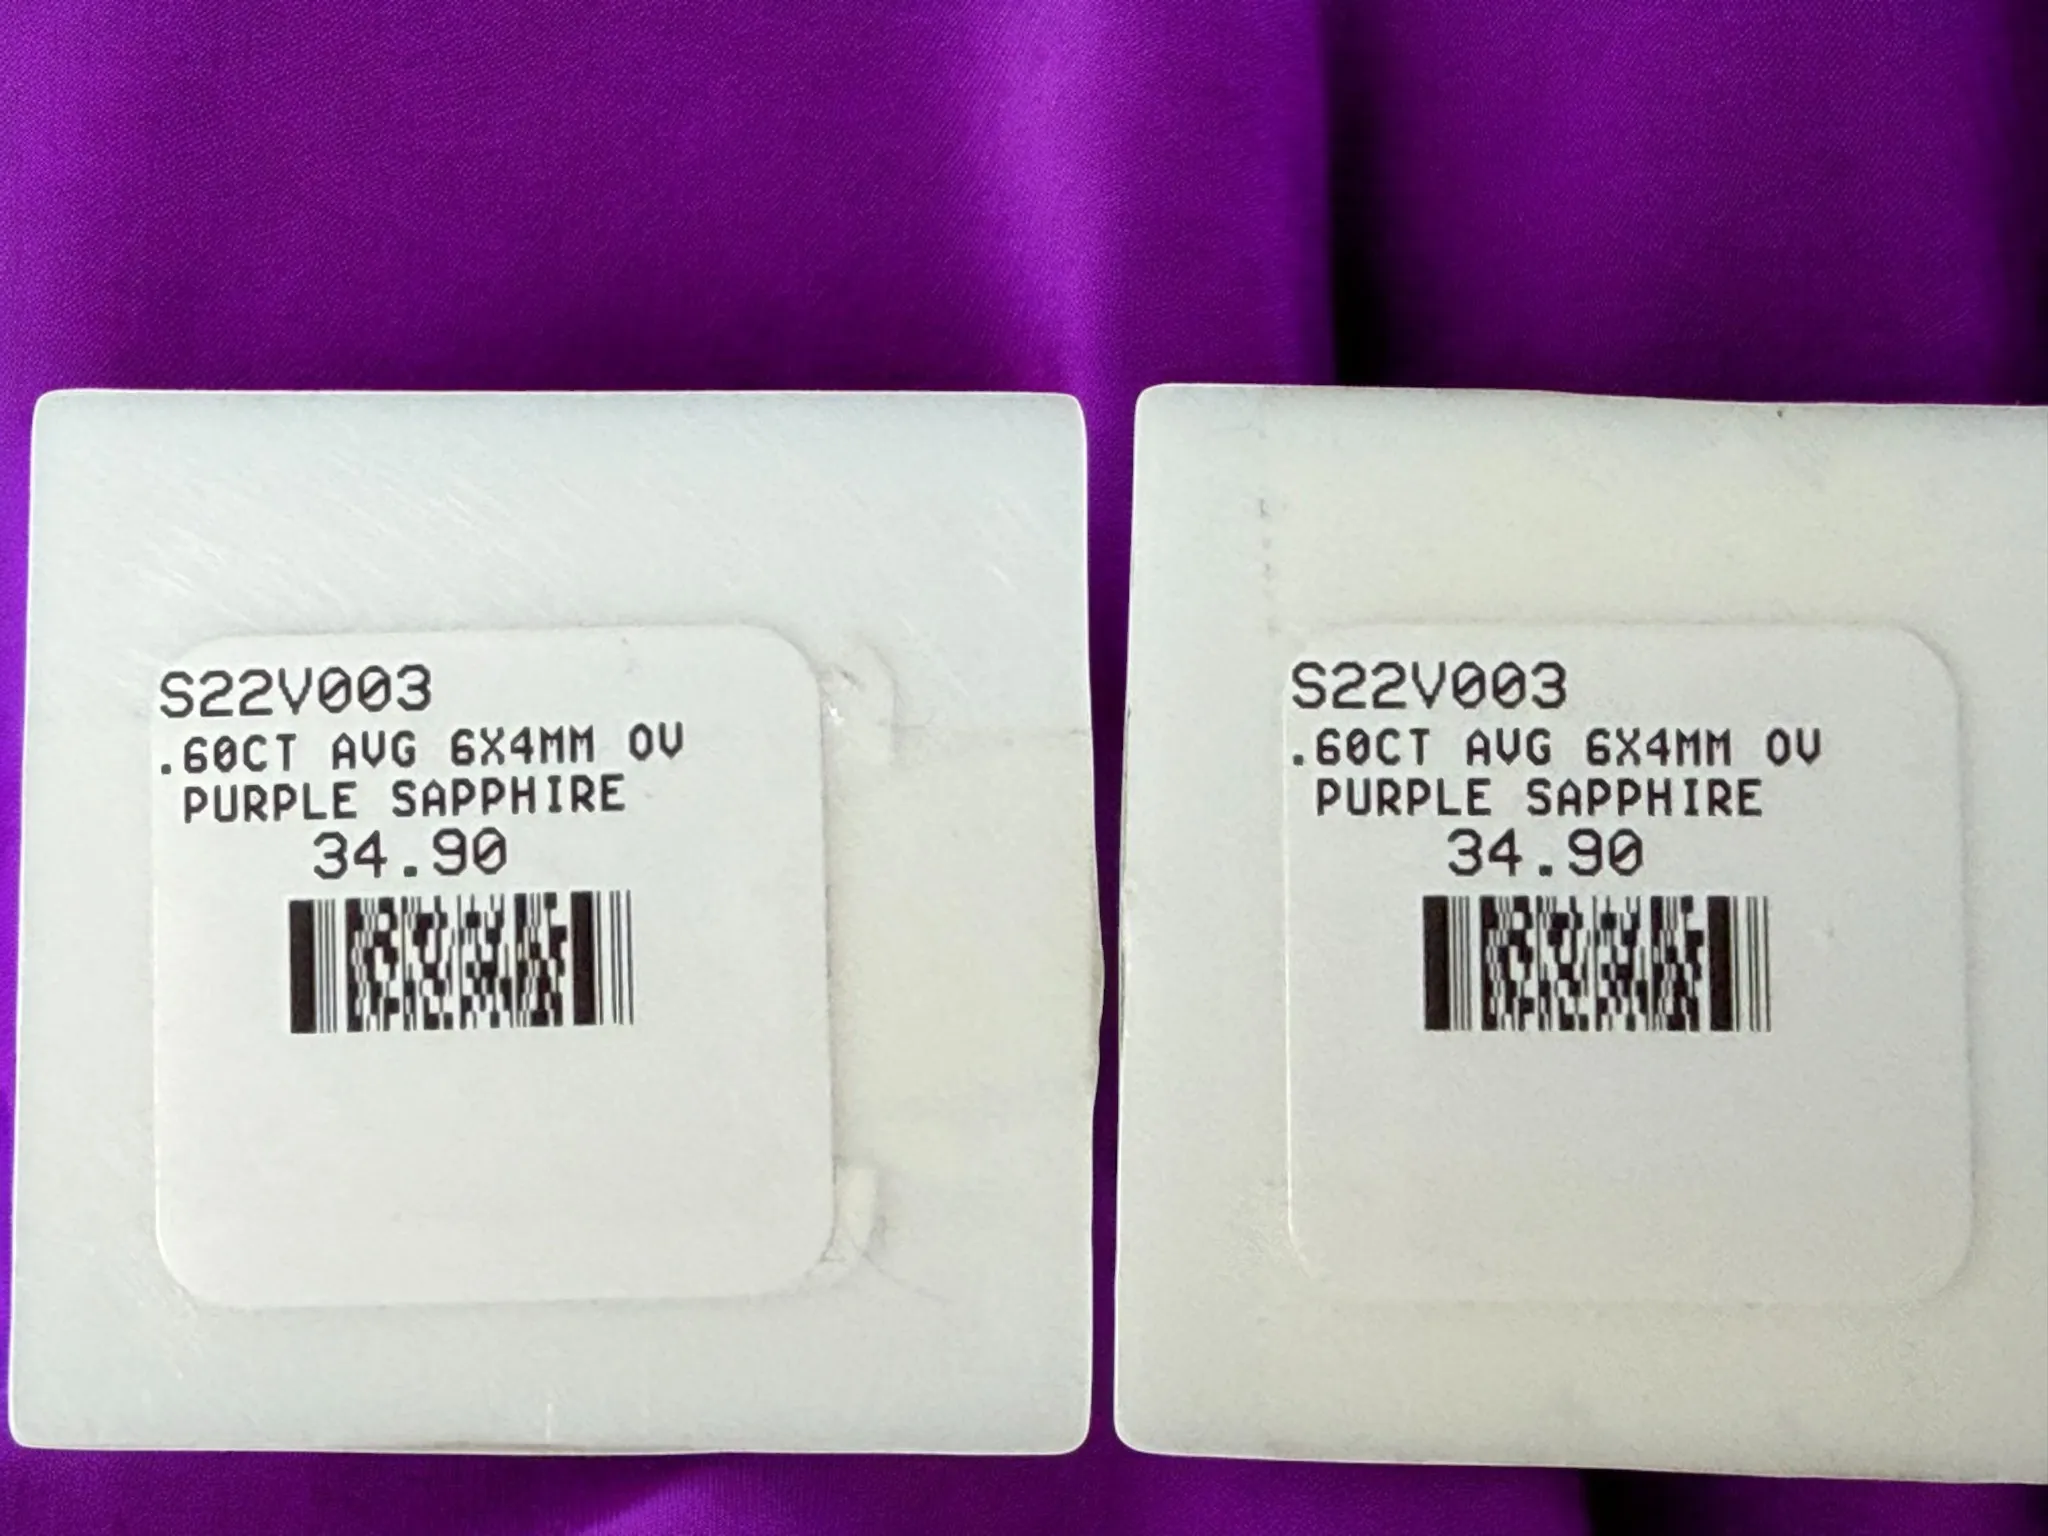 S22V003
.60CT AVG 6X4MM OV
PURPLE SAPPHIRE
34.90
S22V003
.60CT AVG 6X4MM OV
PURPLE SAPPHIRE
34.90